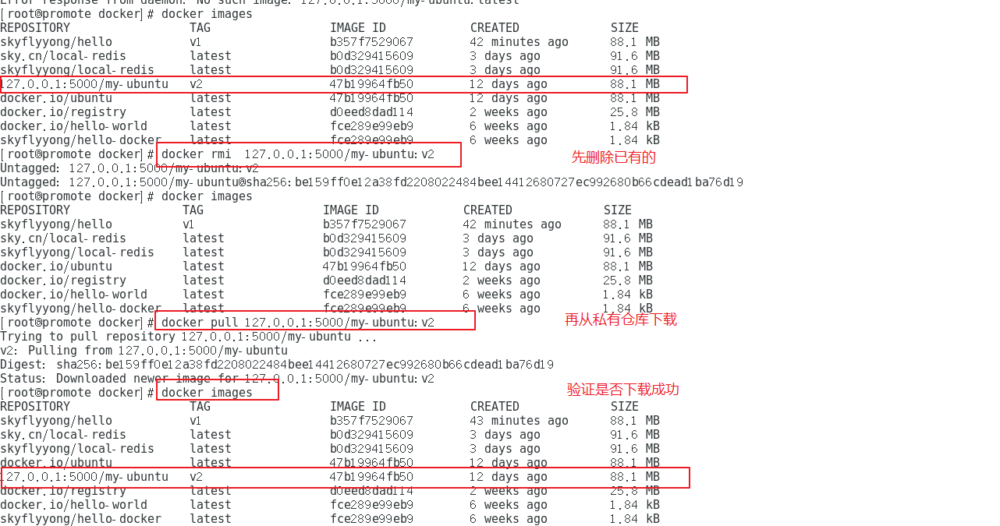 Error response from daemon: No such image: 127.0.0.1:5000/my-ubuntu:latest
[root@promote docker]# docker images
REPOSITORY TAG IMAGE ID CREATED SIZE
skyflyyong/hello v1 b357f7529067 42 minutes ago 88.1 MB
sky.cn/local-redis latest b0d329415609 3 days ago 91.6 MB
skyflyyong/local-redis latest b0d329415609 3 days ago 91.6 MB
127.0.0.1:5000/my-ubuntu v2 47b19964fb50 12 days ago 88.1 MB
docker.io/ubuntu latest 47b19964fb50 12 days ago 88.1 MB
docker.io/registry latest d0eed8dad114 2 weeks ago 25.8 MB
docker.io/hello-world latest fce289e99eb9 6 weeks ago 1.84 kB
skyflyyong/hello-docker latest fce289e99eb9 6 weeks ago 1.84 kB
[root@promote docker]# docker rmi 127.0.0.1:5000/my-ubuntu:v2
先删除已有的
Untagged: 127.0.0.1:5000/my-ubuntu:v2
Untagged: 127.0.0.1:5000/my-ubuntu@sha256:be159ff0e12a38fd2208022484bee14412680727ec992680b66cdead1ba76d19
[root@promote docker]# docker images
REPOSITORY TAG IMAGE ID CREATED SIZE
skyflyyong/hello v1 b357f7529067 42 minutes ago 88.1 MB
sky.cn/local-redis latest b0d329415609 3 days ago 91.6 MB
skyflyyong/local-redis latest b0d329415609 3 days ago 91.6 MB
docker.io/ubuntu latest 47b19964fb50 12 days ago 88.1 MB
docker.io/registry latest d0eed8dad114 2 weeks ago 25.8 MB
docker.io/hello-world latest fce289e99eb9 6 weeks ago 1.84 kB
skyflyyong/hello-docker latest fce289e99eb9 6 weeks ago 1.84 kB
[root@promote docker]# docker pull 127.0.0.1:5000/my-ubuntu:v2
再从私有仓库下载
Trying to pull repository 127.0.0.1:5000/my-ubuntu ...
v2: Pulling from 127.0.0.1:5000/my-ubuntu
Digest: sha256:be159ff0e12a38fd2208022484bee14412680727ec992680b66cdead1ba76d19
Status: Downloaded newer image for 127.0.0.1:5000/my-ubuntu:v2
[root@promote docker]# docker images
验证是否下载成功
REPOSITORY TAG IMAGE ID CREATED SIZE
skyflyyong/hello v1 b357f7529067 43 minutes ago 88.1 MB
sky.cn/local-redis latest b0d329415609 3 days ago 91.6 MB
skyflyyong/local-redis latest b0d329415609 3 days ago 91.6 MB
docker.io/ubuntu latest 47b19964fb50 12 days ago 88.1 MB
127.0.0.1:5000/my-ubuntu v2 47b19964fb50 12 days ago 88.1 MB
docker.io/registry latest d0eed8dad114 2 weeks ago 25.8 MB
docker.io/hello-world latest fce289e99eb9 6 weeks ago 1.84 kB
skyflyyong/hello-docker latest fce289e99eb9 6 weeks ago 1.84 kB